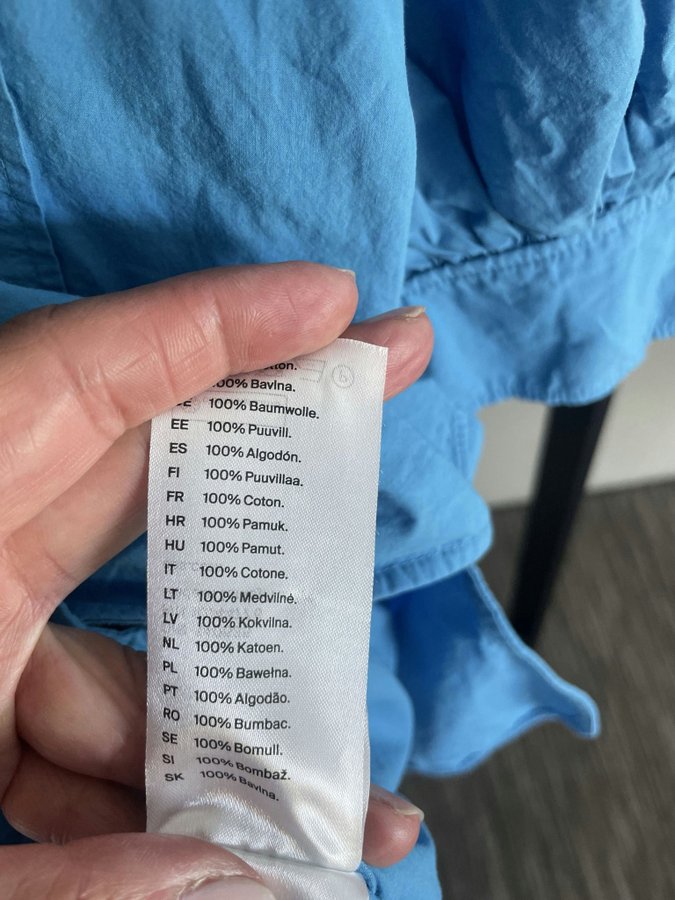 100% Bavlna.
100% Baumwolle.
EE 100% Puuvill.
ES 100% Algodón.
FI 100% Puuvillaa.
FR 100% Coton.
HR 100% Pamuk.
HU 100% Pamut.
IT 100% Cotone.
LT 100% Medvilnė.
LV 100% Kokvilna.
NL 100% Katoen.
PL 100% Bawełna.
PT 100% Algodão.
RO 100% Bumbac.
SE 100% Bomull.
SI 100% Bombaž.
SK 100% Bavlna.